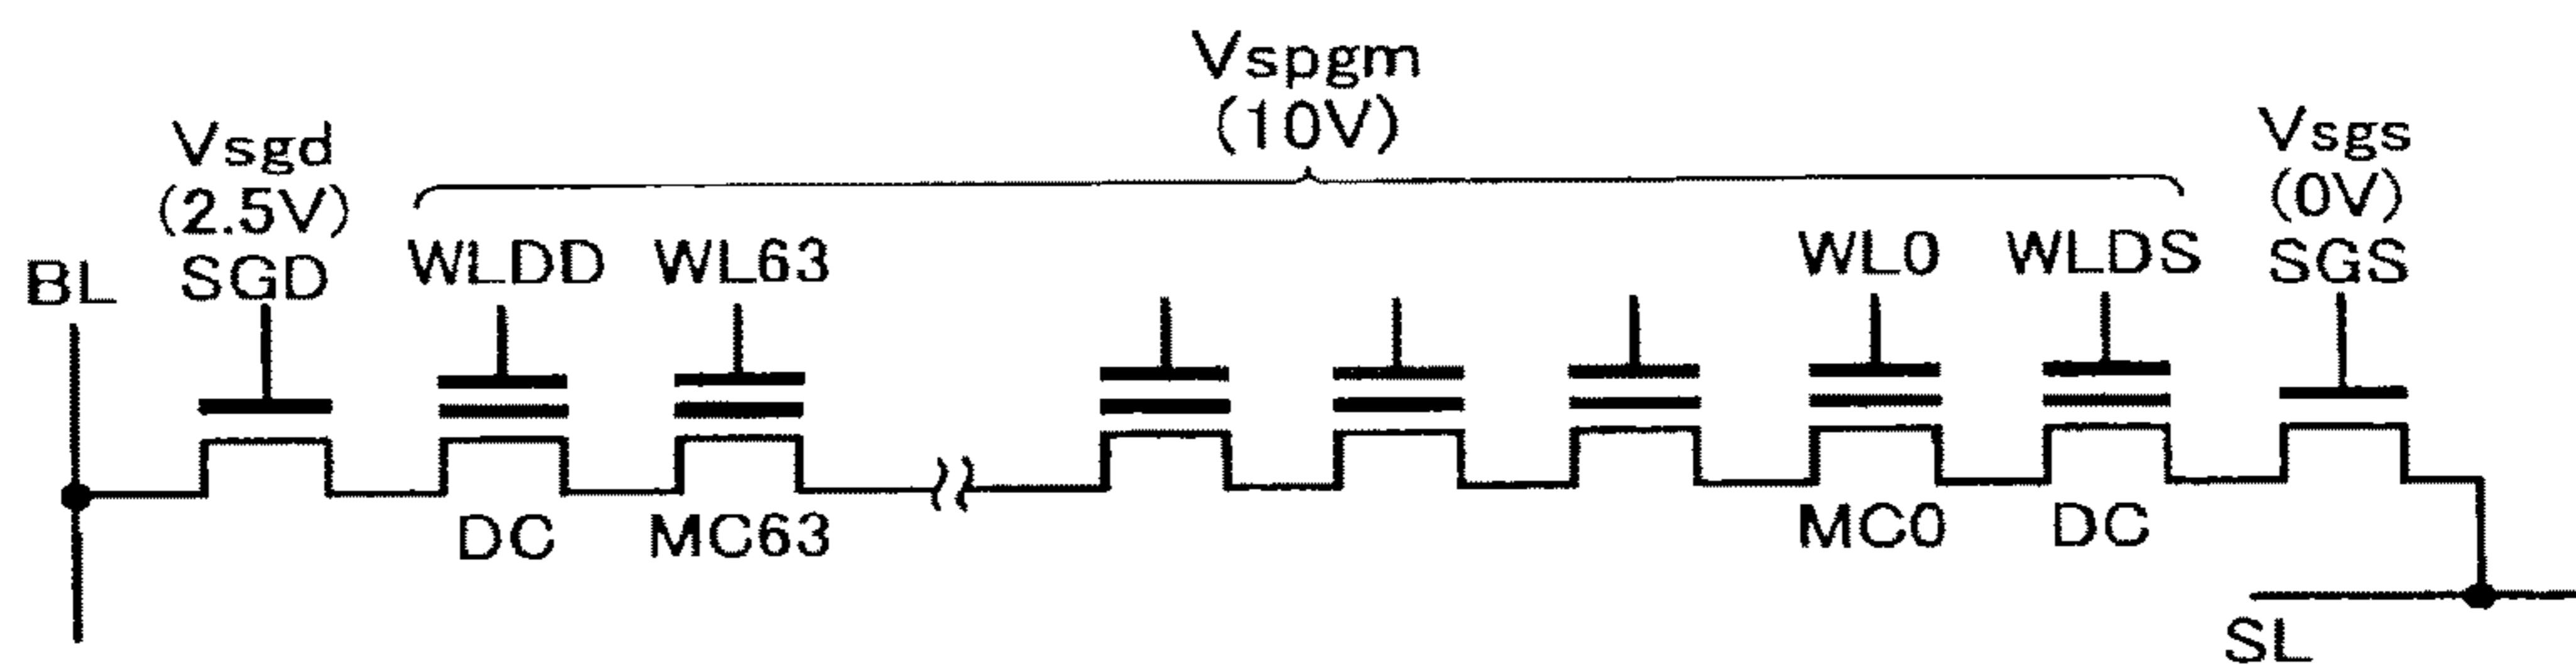 Vspgm
(10V)
Vsgd
(2.5V)
Vsgs
(0V)
BL
SGD
WLDD
WL63
WL0
WLDS
SGS
DC
MC63
MC0
DC
SL